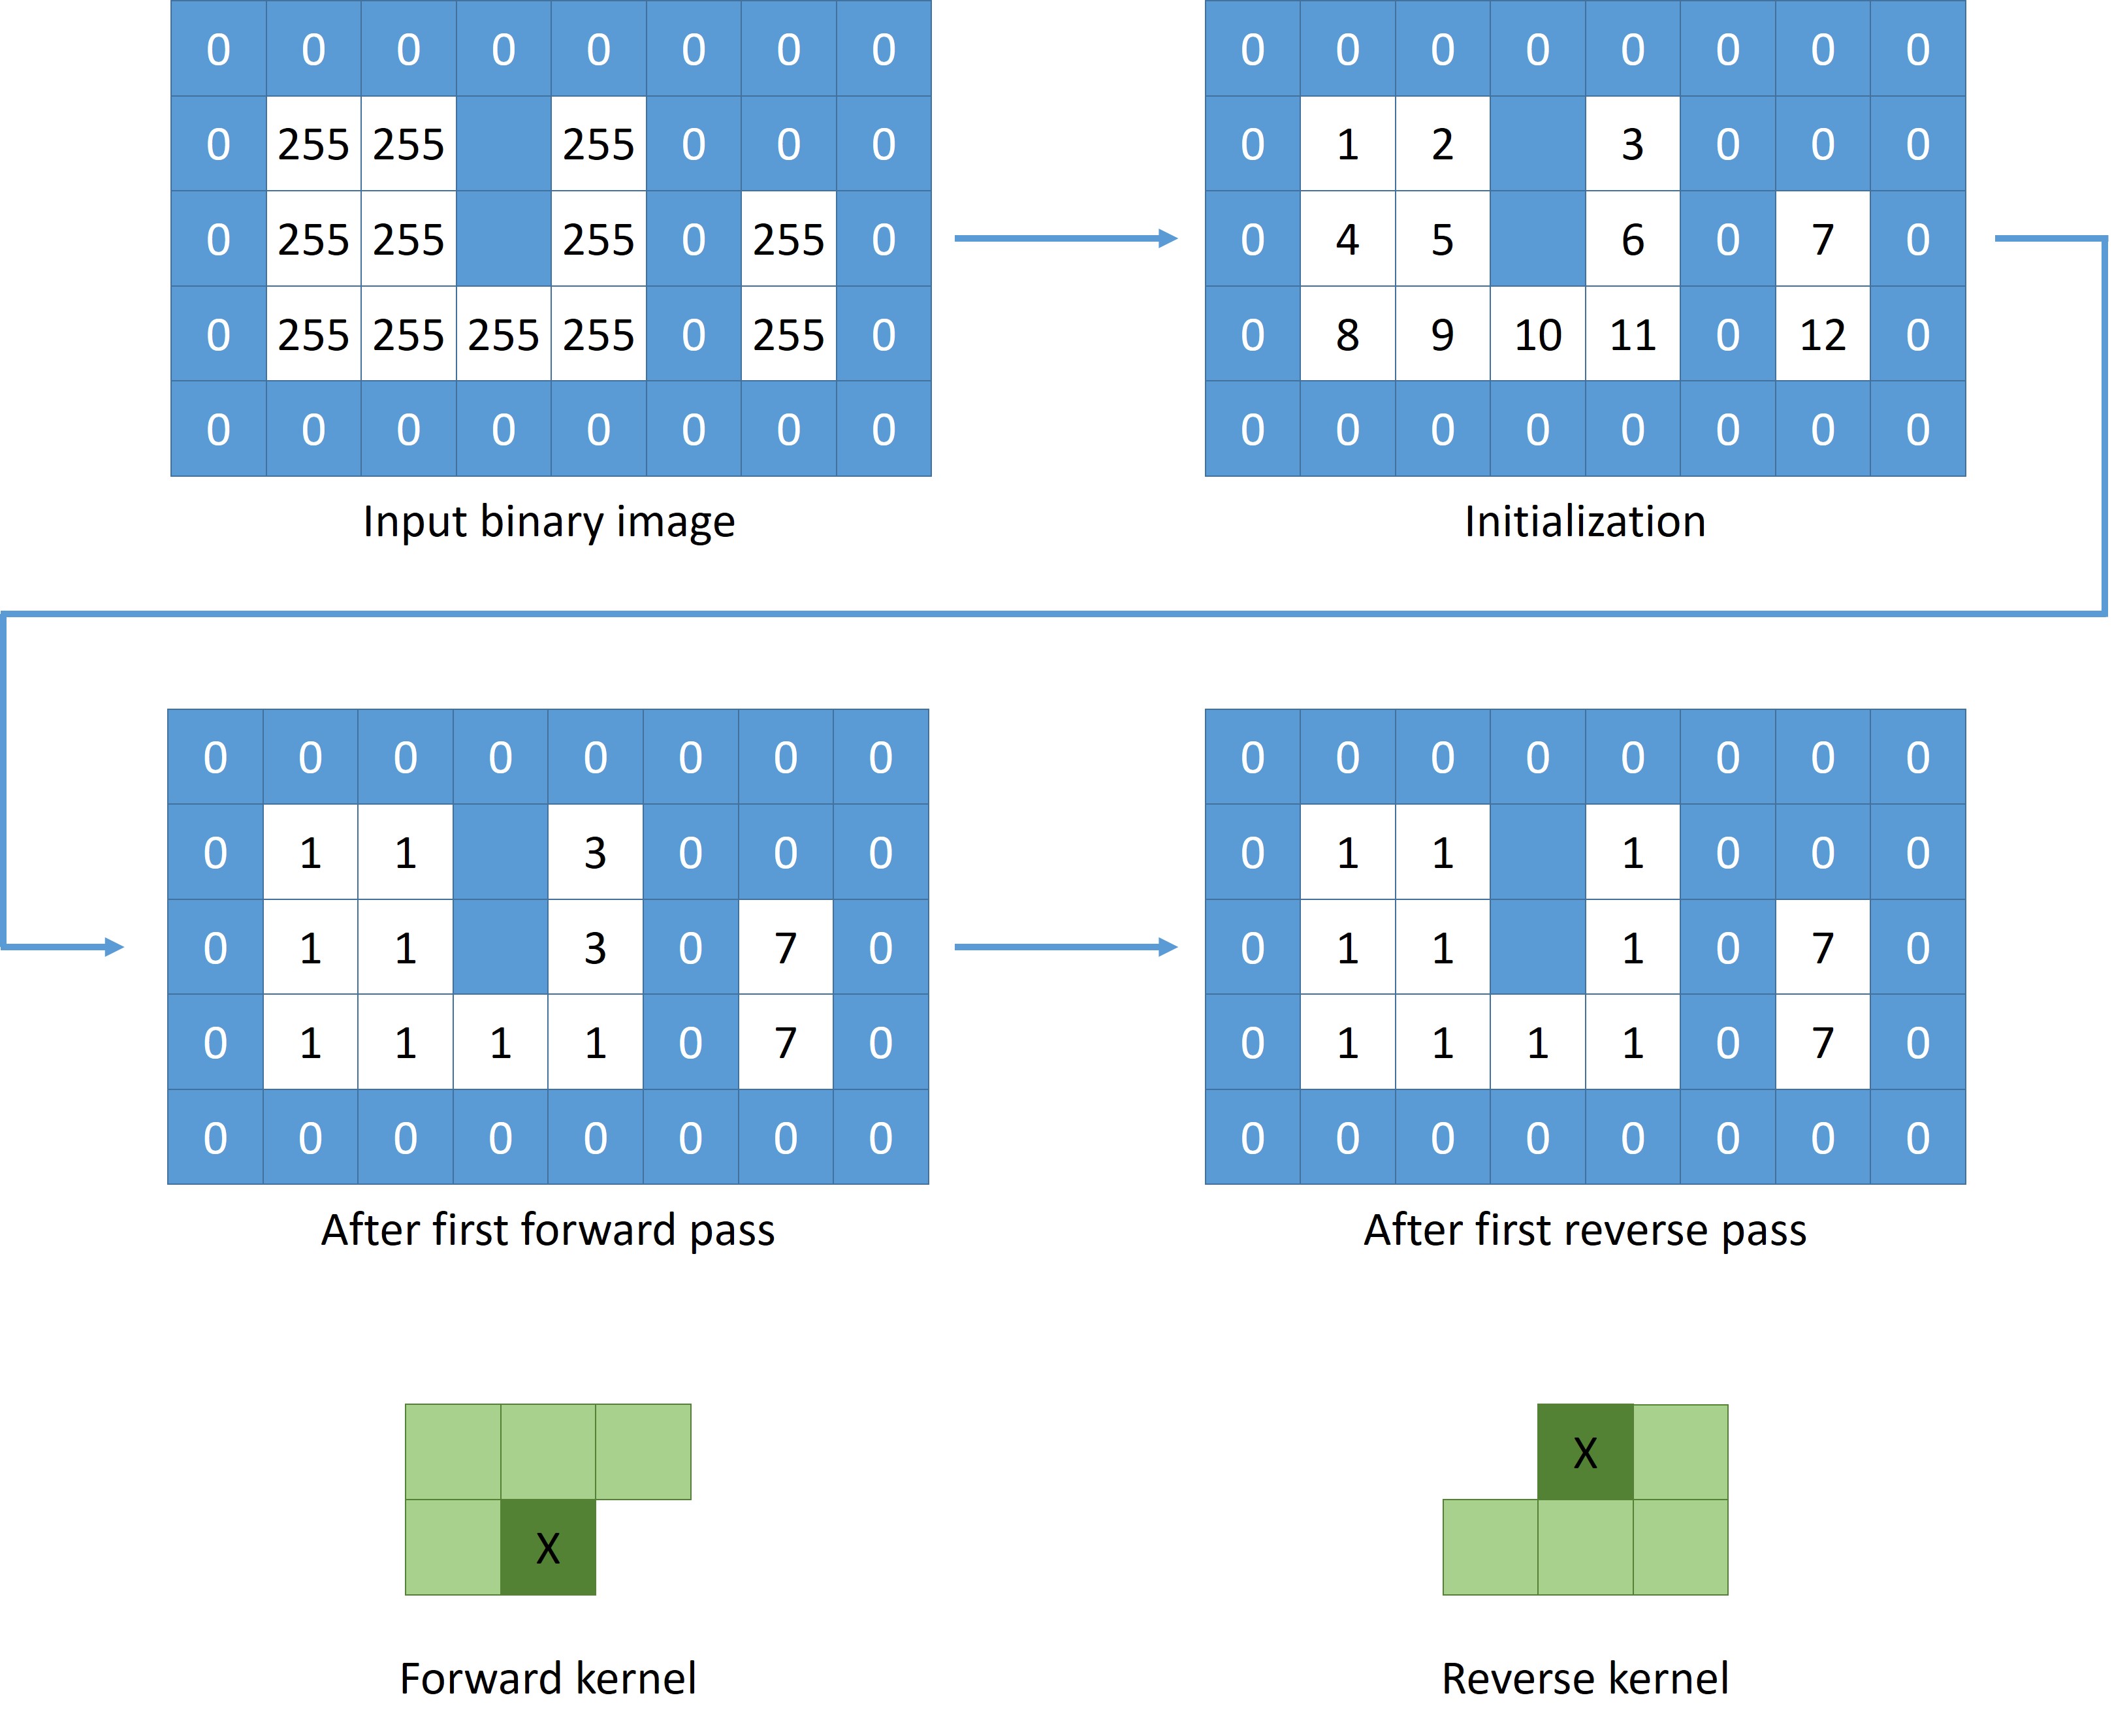 0 0 0 0 0 0 0 0
0 255 255 255 0 0 0
0 255 255 255 0 255 0
0 255 255 255 255 0 255 0
0 0 0 0 0 0 0 0
Input binary image
0 0 0 0 0 0 0 0
0 1 2 3 0 0 0
0 4 5 6 0 7 0
0 8 9 10 11 0 12 0
0 0 0 0 0 0 0 0
Initialization
0 0 0 0 0 0 0 0
0 1 1 3 0 0 0
0 1 1 3 0 7 0
0 1 1 1 1 0 7 0
0 0 0 0 0 0 0 0
After first forward pass
0 0 0 0 0 0 0 0
0 1 1 1 0 0 0
0 1 1 1 0 7 0
0 1 1 1 1 0 7 0
0 0 0 0 0 0 0 0
After first reverse pass
X
Forward kernel
X
Reverse kernel